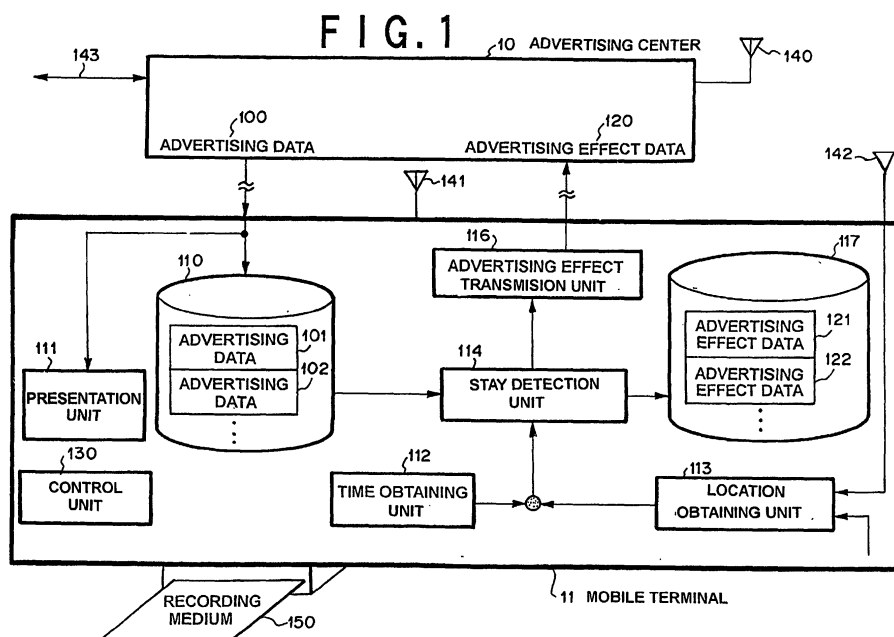 FIG.1
10 ADVERTISING CENTER
140
143
100
ADVERTISING DATA
120
ADVERTISING EFFECT DATA
142
141
116
ADVERTISING EFFECT
TRANSMISION UNIT
117
110
ADVERTISING
DATA
101
ADVERTISING
DATA
102
ADVERTISING
EFFECT DATA
121
ADVERTISING
EFFECT DATA
122
111
PRESENTATION
UNIT
114
STAY DETECTION
UNIT
130
CONTROL
UNIT
112
TIME OBTAINING
UNIT
113
LOCATION
OBTAINING UNIT
RECORDING
MEDIUM
150
11 MOBILE TERMINAL